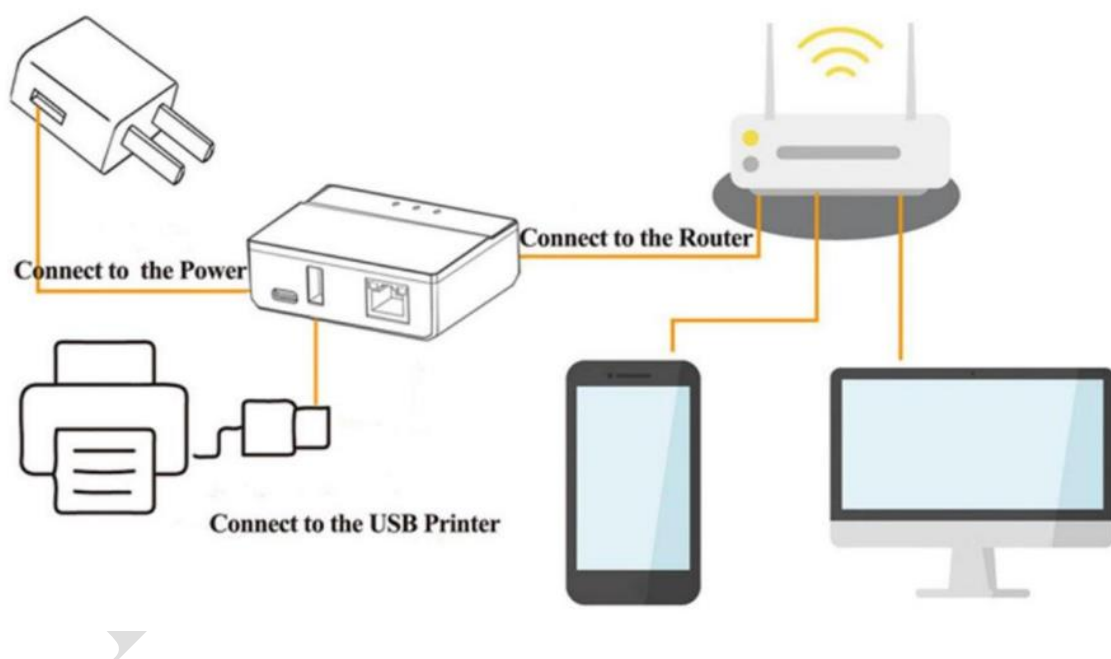 Connect to the Router
Connect to  the Power
Connect to the USB Printer